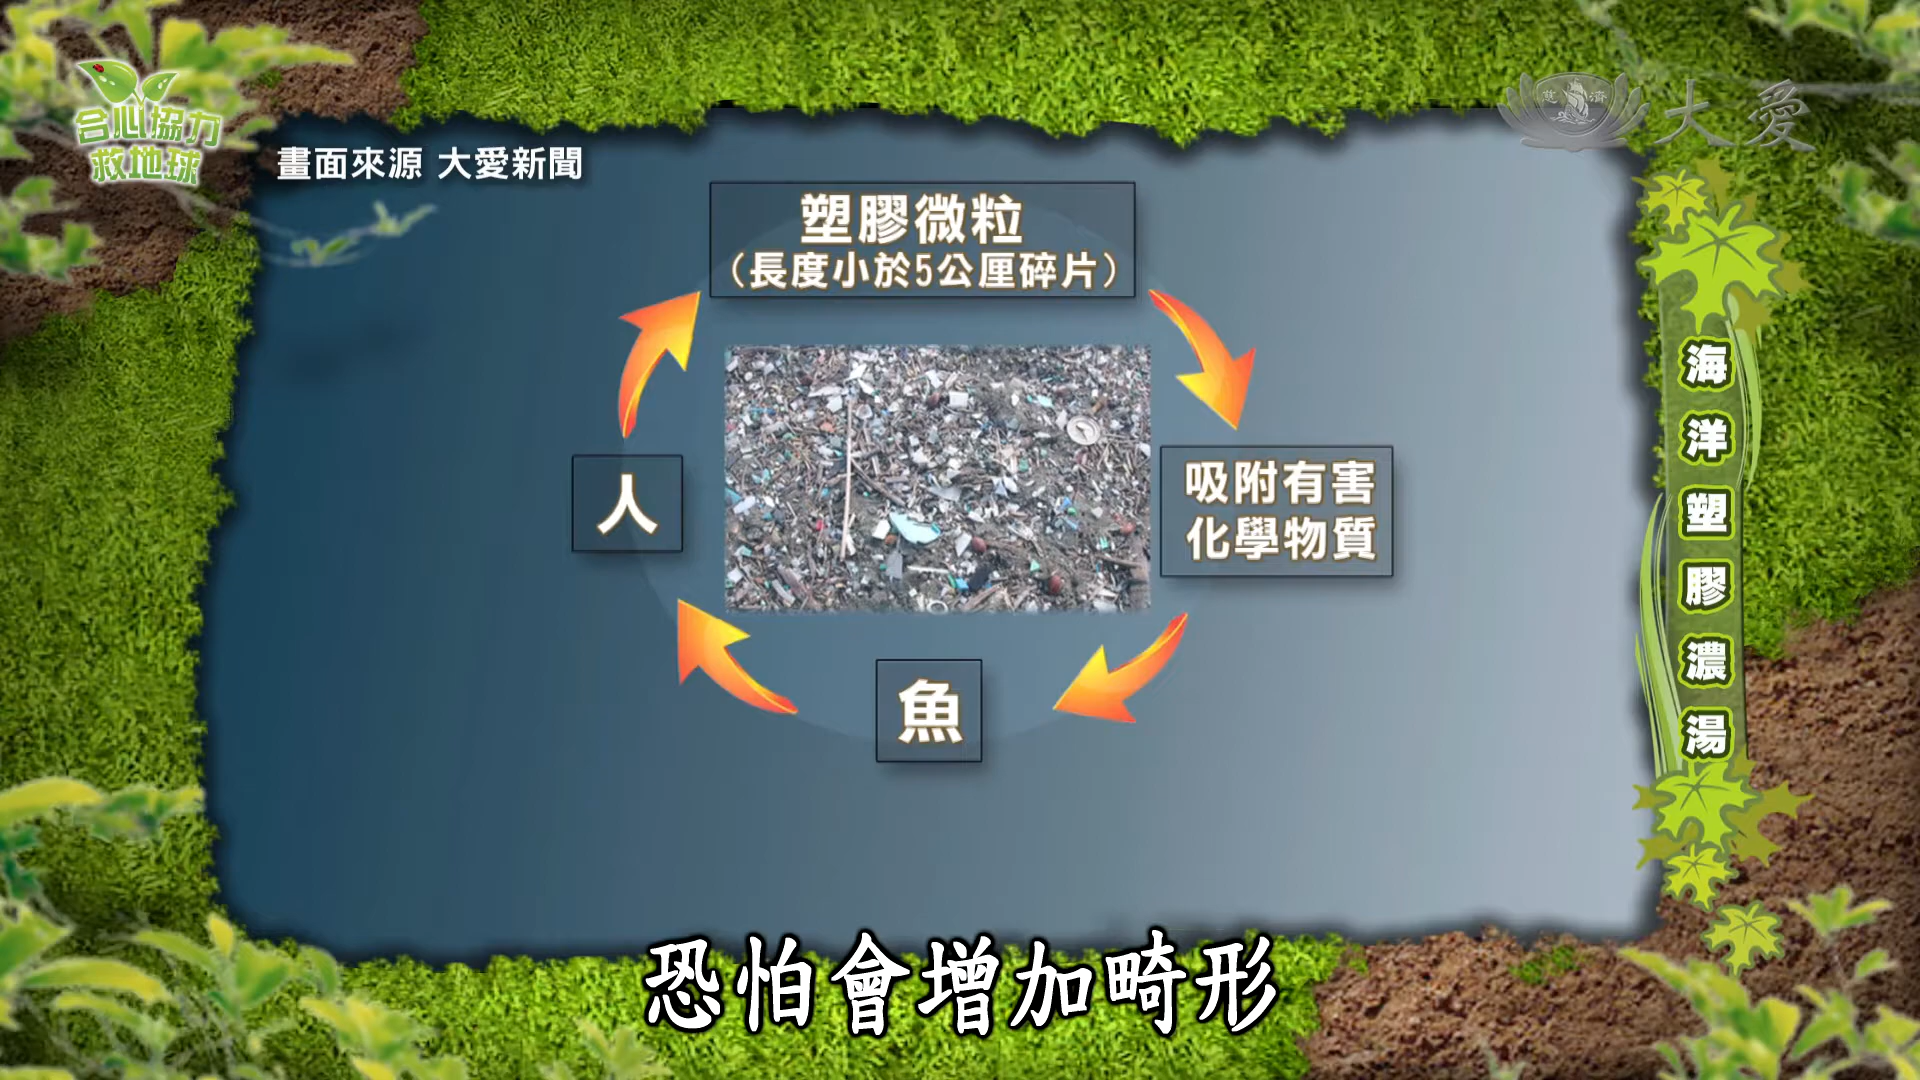 合心協力
救地球
畫面來源 大愛新聞
慈濟
大愛
塑膠微粒
（長度小於5公厘碎片）
吸附有害
化學物質
人
魚
海洋塑膠濃湯
恐怕會增加畸形